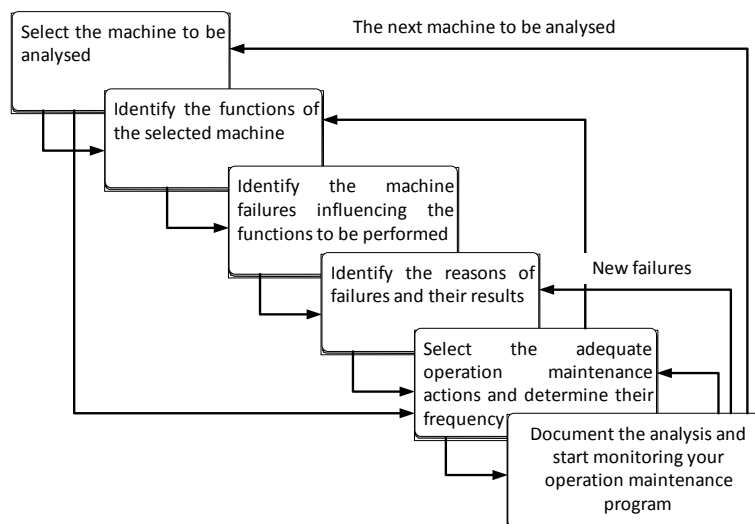 Select the machine to be
analysed
The next machine to be analysed
Identify the functions of
the selected machine
Identify the machine
failures influencing the
functions to be performed
Identify the reasons of
failures and their results
New failures
Select the adequate
operation maintenance
actions and determine their
frequency
Document the analysis and
start monitoring your
operation maintenance
program